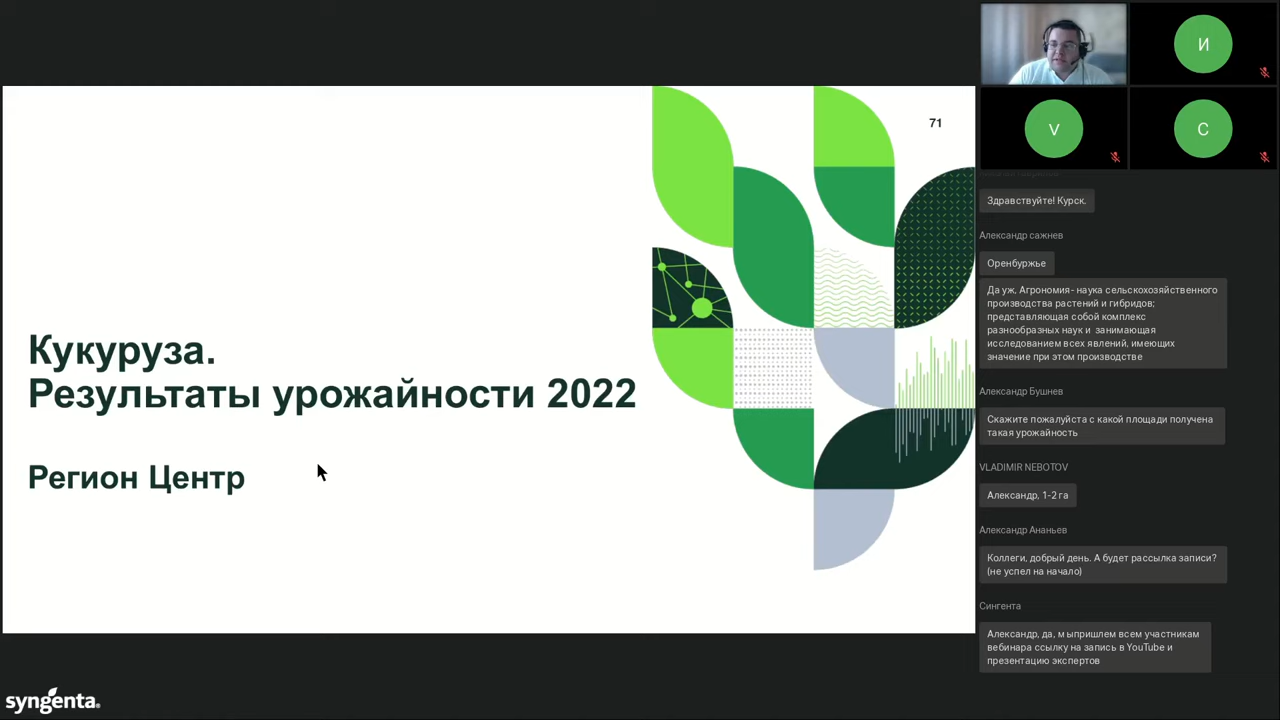 71
Кукуруза.
Результаты урожайности 2022
Регион Центр
syngenta.
И
V
С
Здравствуйте! Курск.
Александр сажнев
Оренбуржье
Да уж, Агрономия- наука сельскохозяйственного
производства растений и гибридов;
представляющая собой комплекс
разнообразных наук и занимающая
исследованием всех явлений, имеющих
значение при этом производстве
Александр Бушнев
Скажите пожалуйста с какой площади получена
такая урожайность
VLADIMIR NEBOTOV
Александр, 1-2 га
Александр Ананьев
Коллеги, добрый день. А будет рассылка записи?
(не успел на начало)
Сингента
Александр, да, м ыпришлем всем участникам
вебинара ссылку на запись в YouTube и
презентацию экспертов